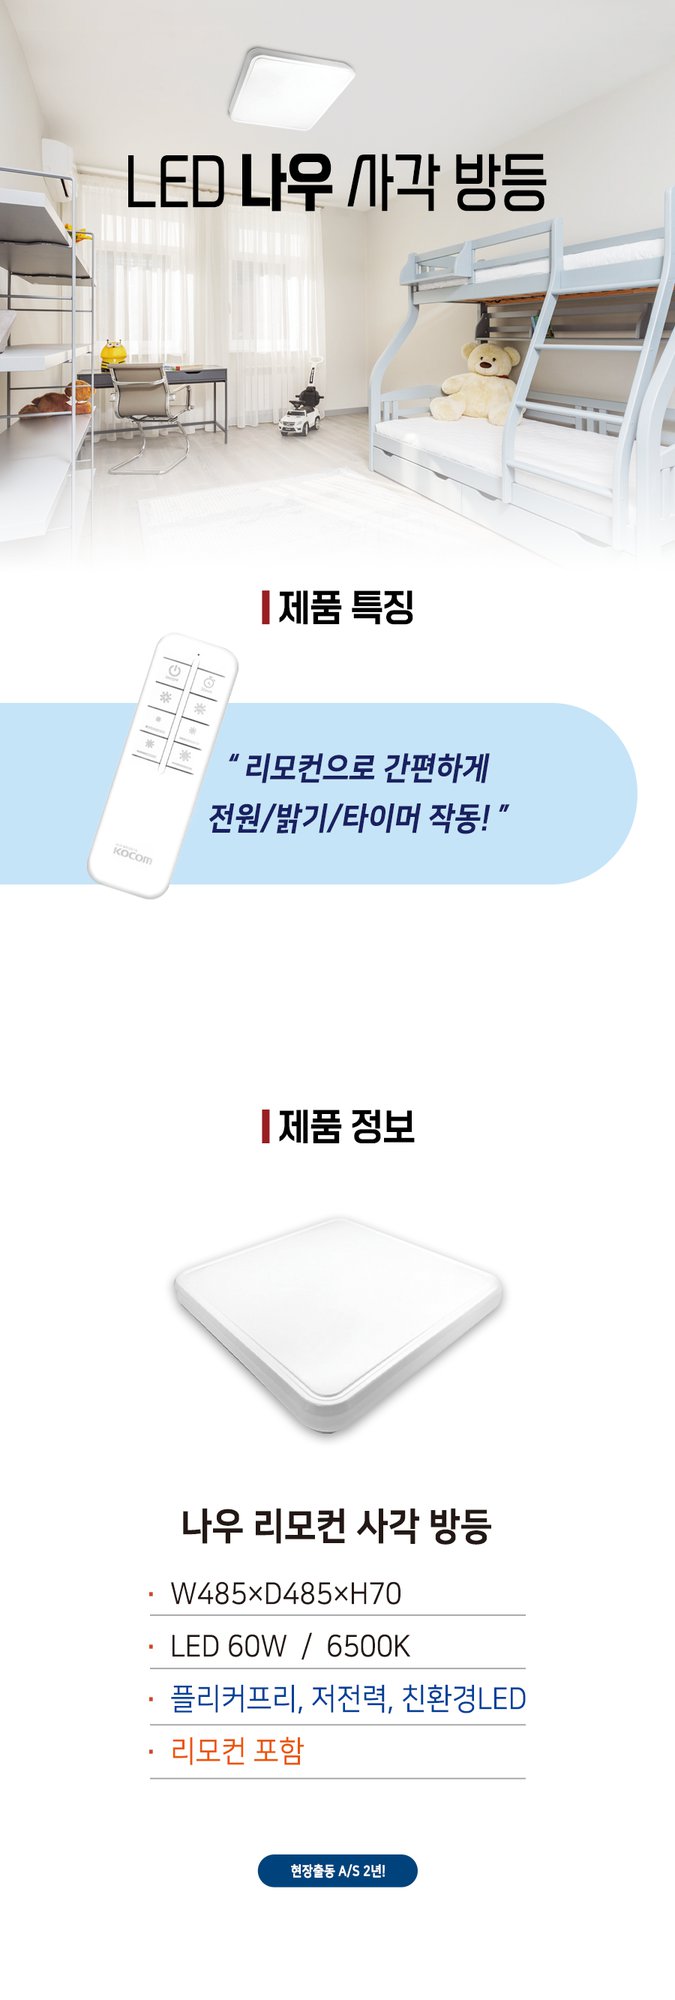 LED 나우 사각 방등
제품 특징
“ 리모컨으로 간편하게
전원/밝기/타이머 작동! ”
KOCOM
제품 정보
나우 리모컨 사각 방등
· W485×D485×H70
· LED 60W / 6500K
· 플리커프리, 저전력, 친환경LED
· 리모컨 포함
현장출동 A/S 2년!